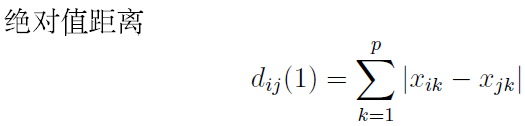 绝对值距离
d_{ij}(1) = \sum_{k=1}^{p} |x_{ik} - x_{jk}|